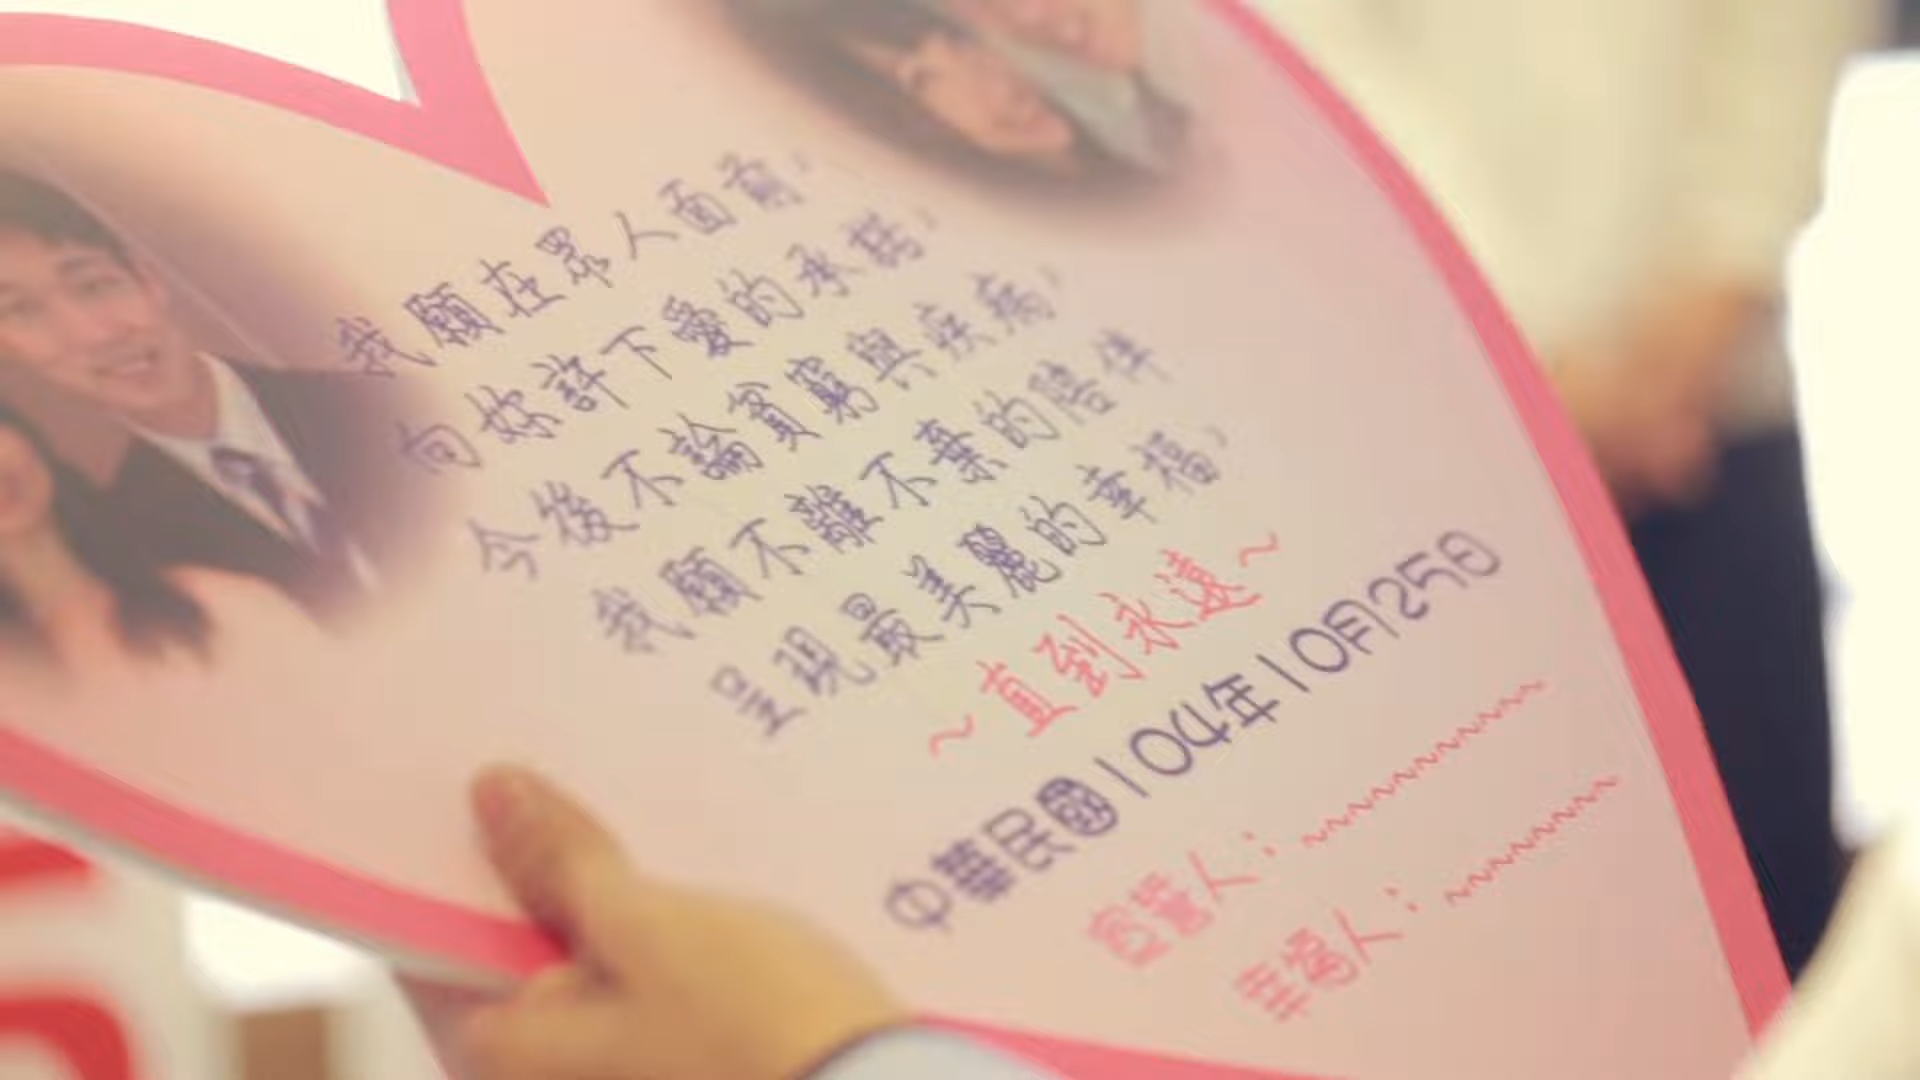 我願在眾人面前，
向妳許下愛的承諾，
今後不論貧窮與疾病，
我願不離不棄的陪伴
呈現最美麗的幸福，
～直到永遠～
中華民國104年10月25日
宣誓人：
幸福人：